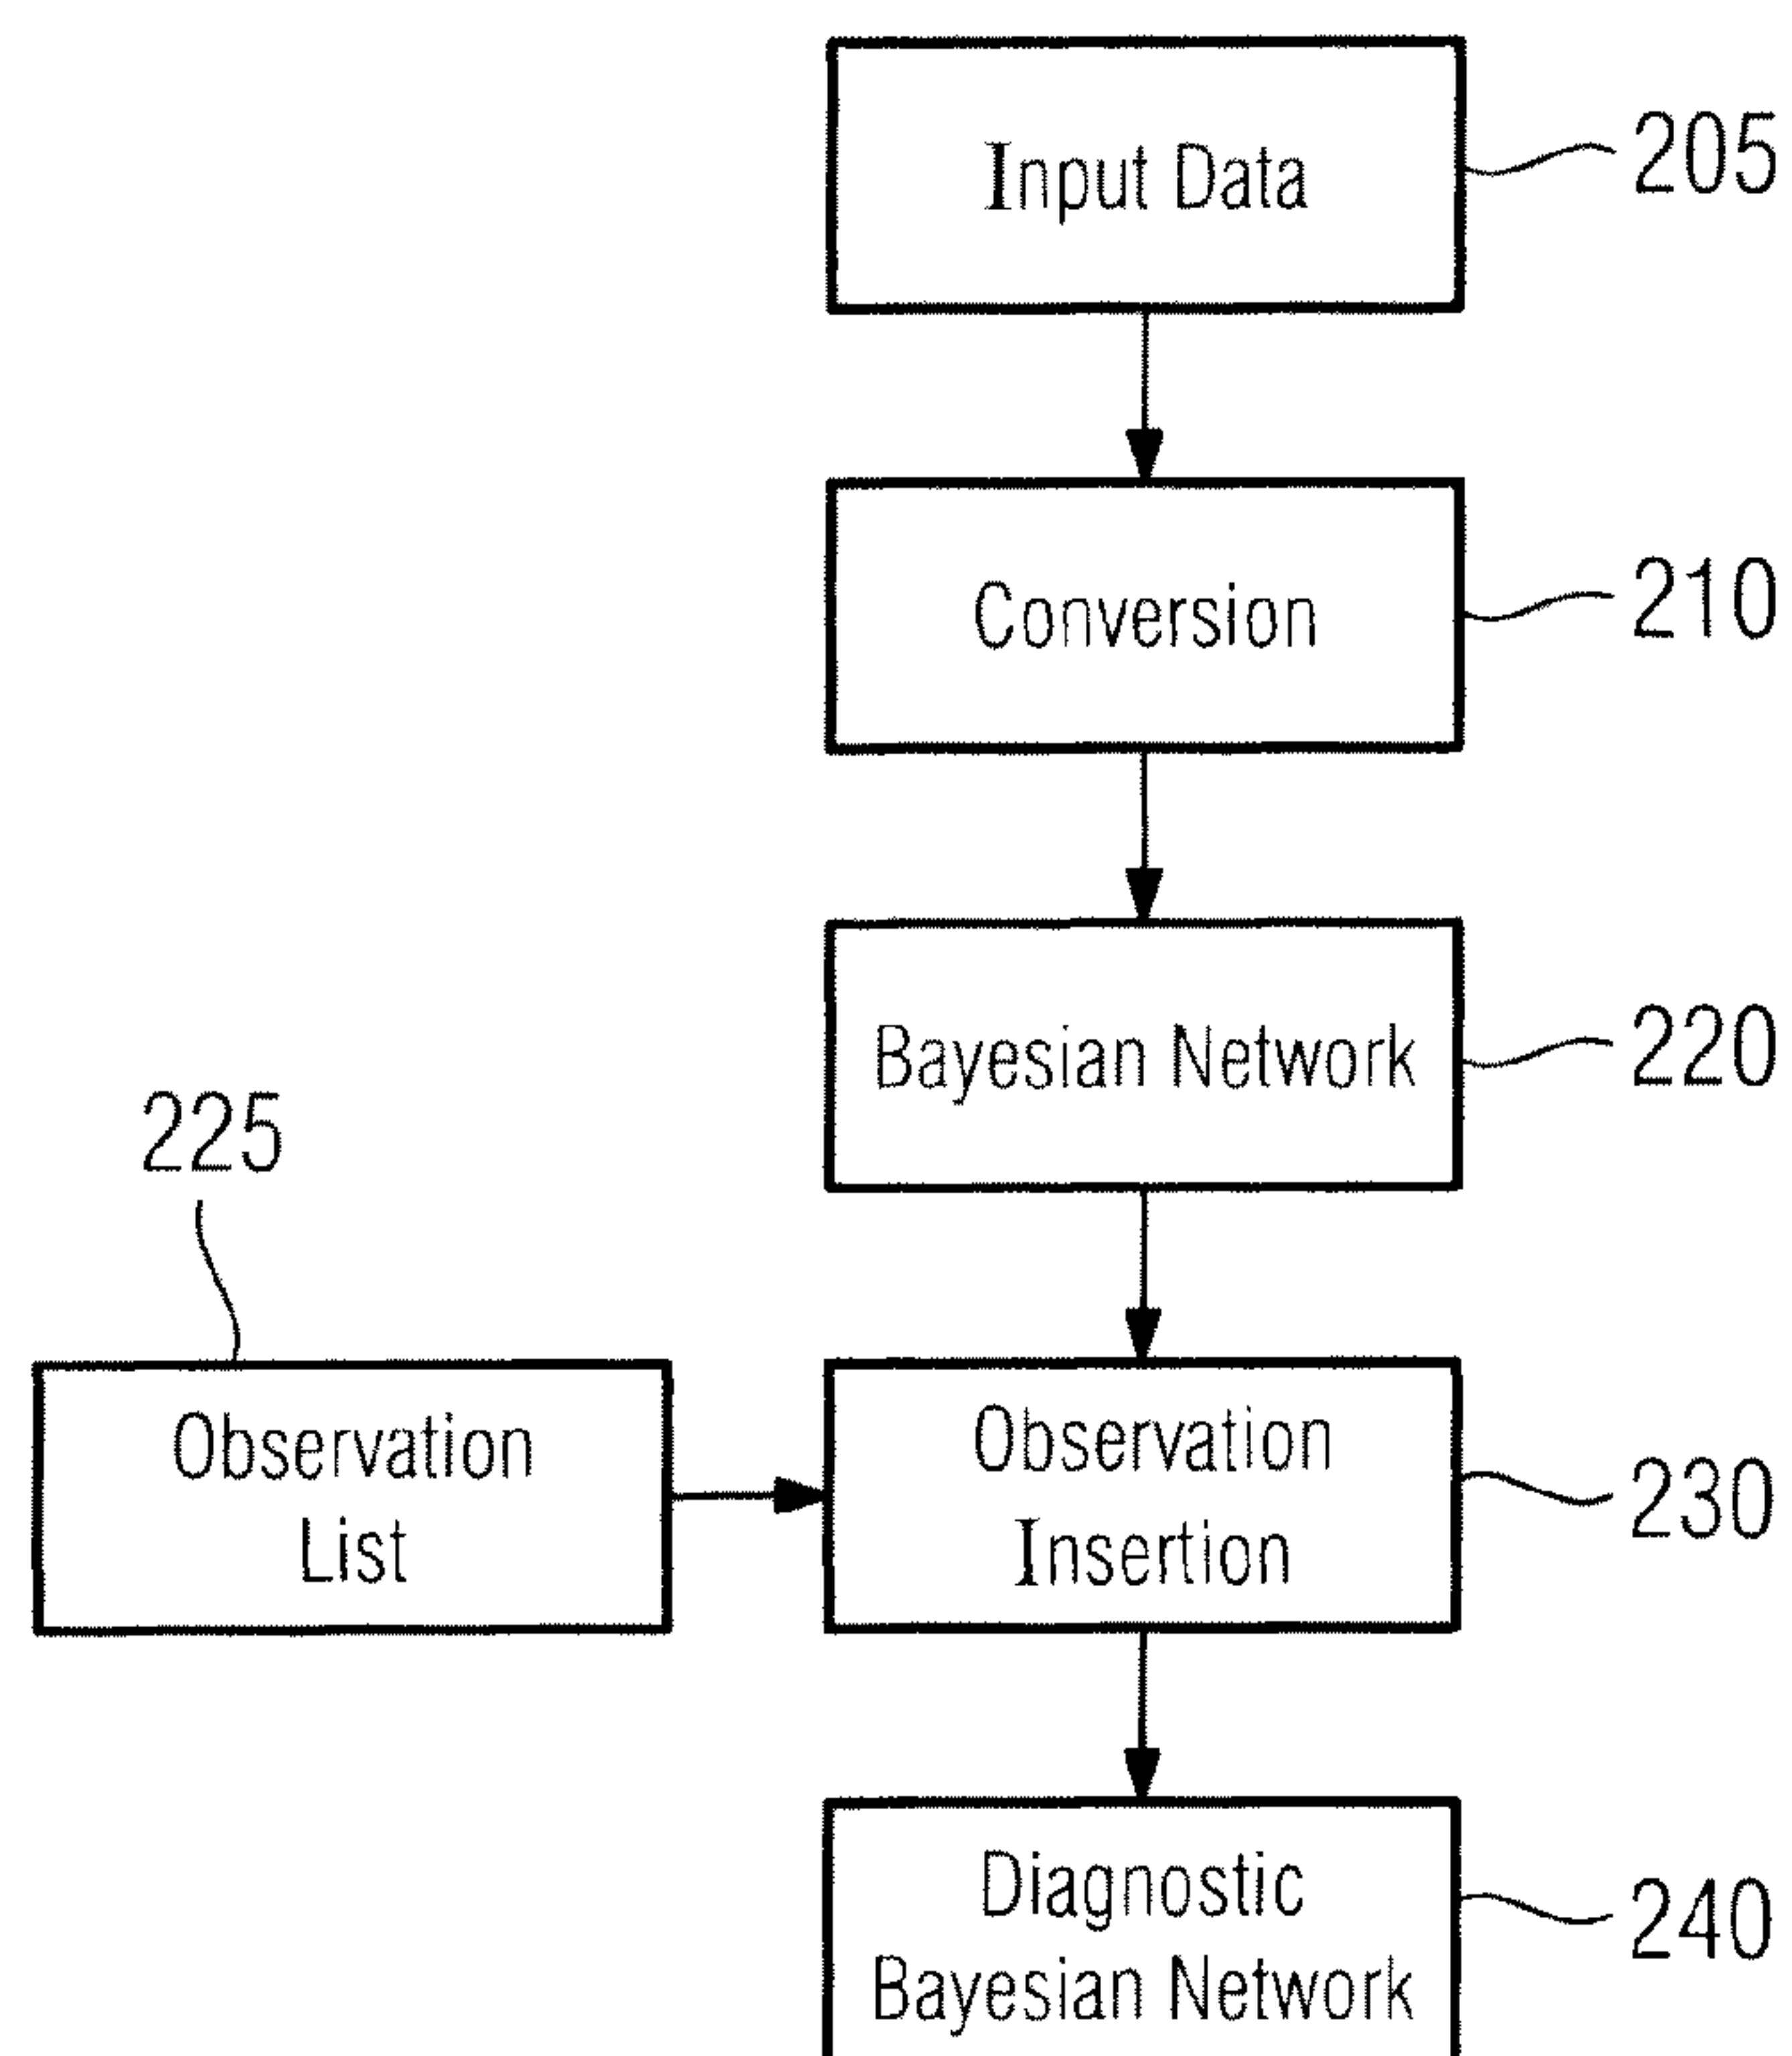 Input Data
205
Conversion
210
Bayesian Network
220
225
Observation
List
Observation
Insertion
230
Diagnostic
Bayesian Network
240